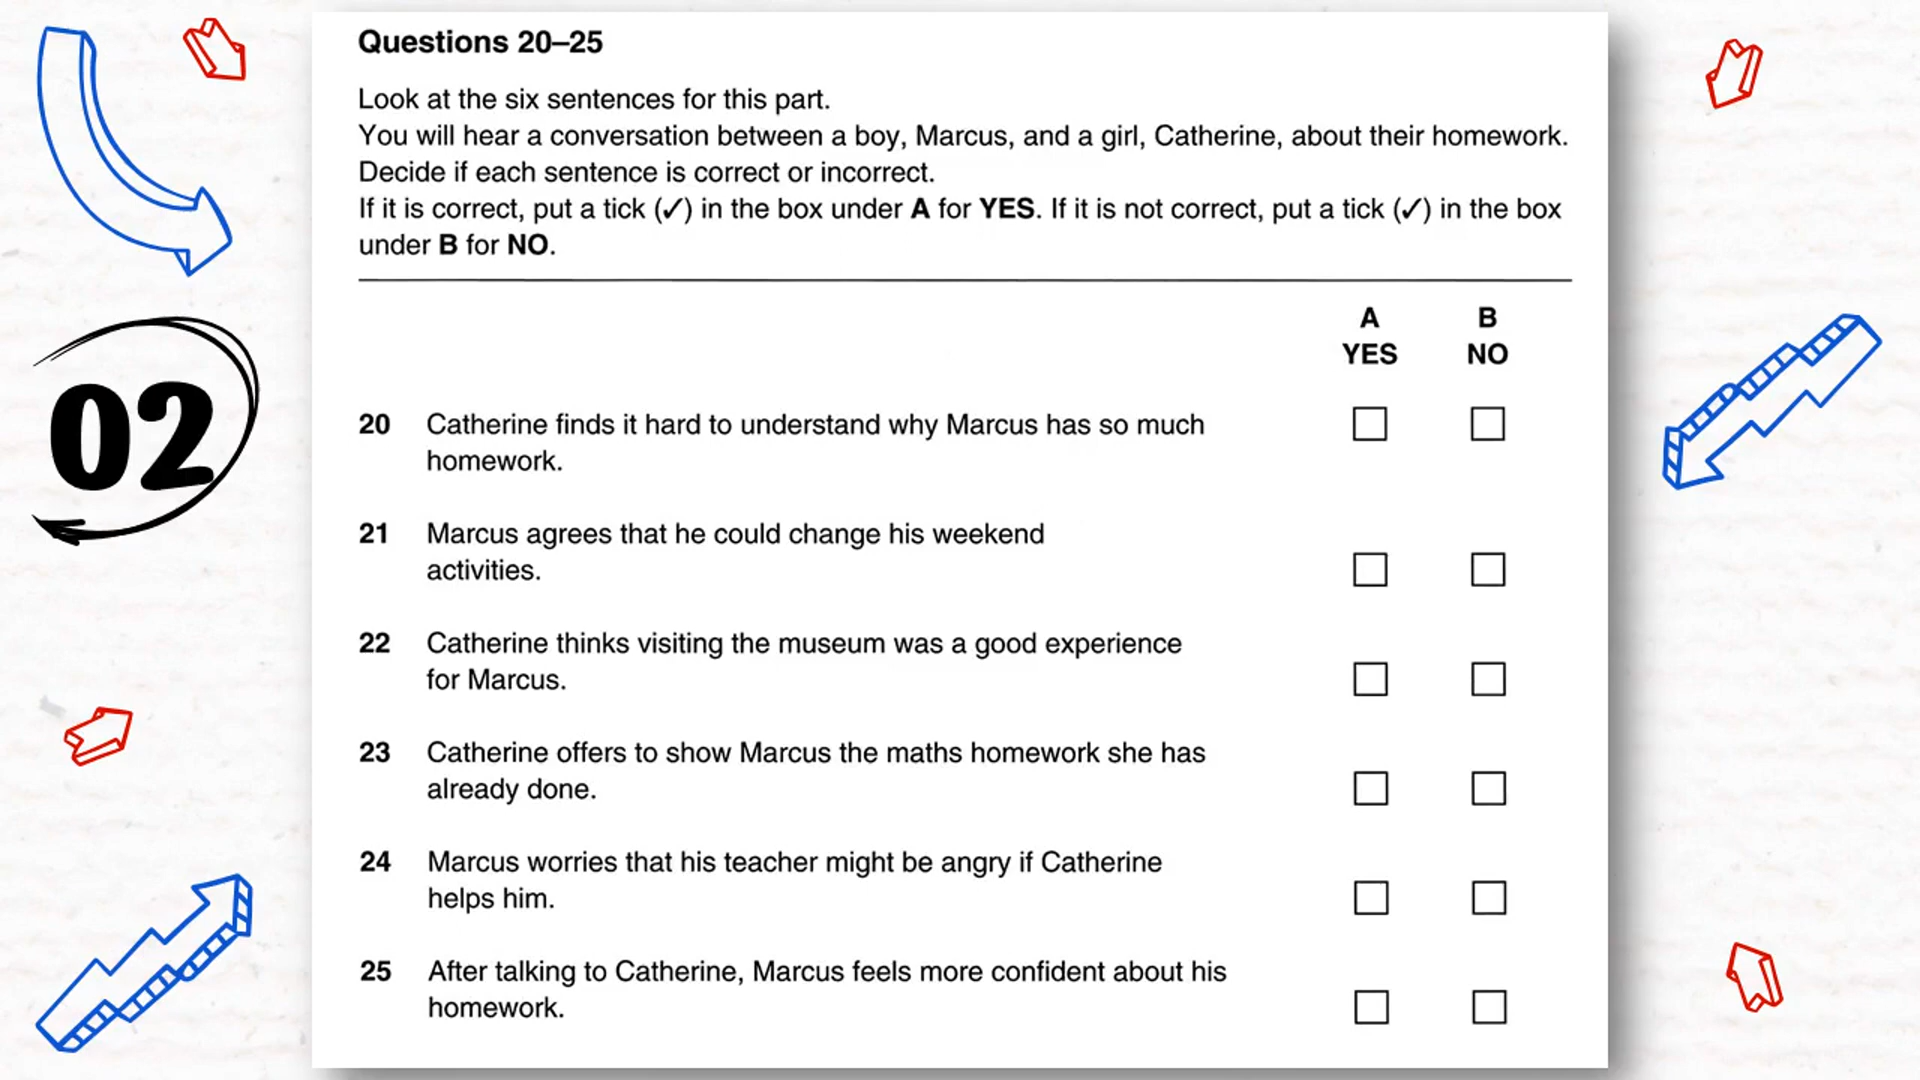 Questions 20–25
Look at the six sentences for this part.
You will hear a conversation between a boy, Marcus, and a girl, Catherine, about their homework.
Decide if each sentence is correct or incorrect.
If it is correct, put a tick (✓) in the box under A for YES. If it is not correct, put a tick (✓) in the box
under B for NO.
A B
YES NO
02
20 Catherine finds it hard to understand why Marcus has so much
homework.
21 Marcus agrees that he could change his weekend
activities.
22 Catherine thinks visiting the museum was a good experience
for Marcus.
23 Catherine offers to show Marcus the maths homework she has
already done.
24 Marcus worries that his teacher might be angry if Catherine
helps him.
25 After talking to Catherine, Marcus feels more confident about his
homework.